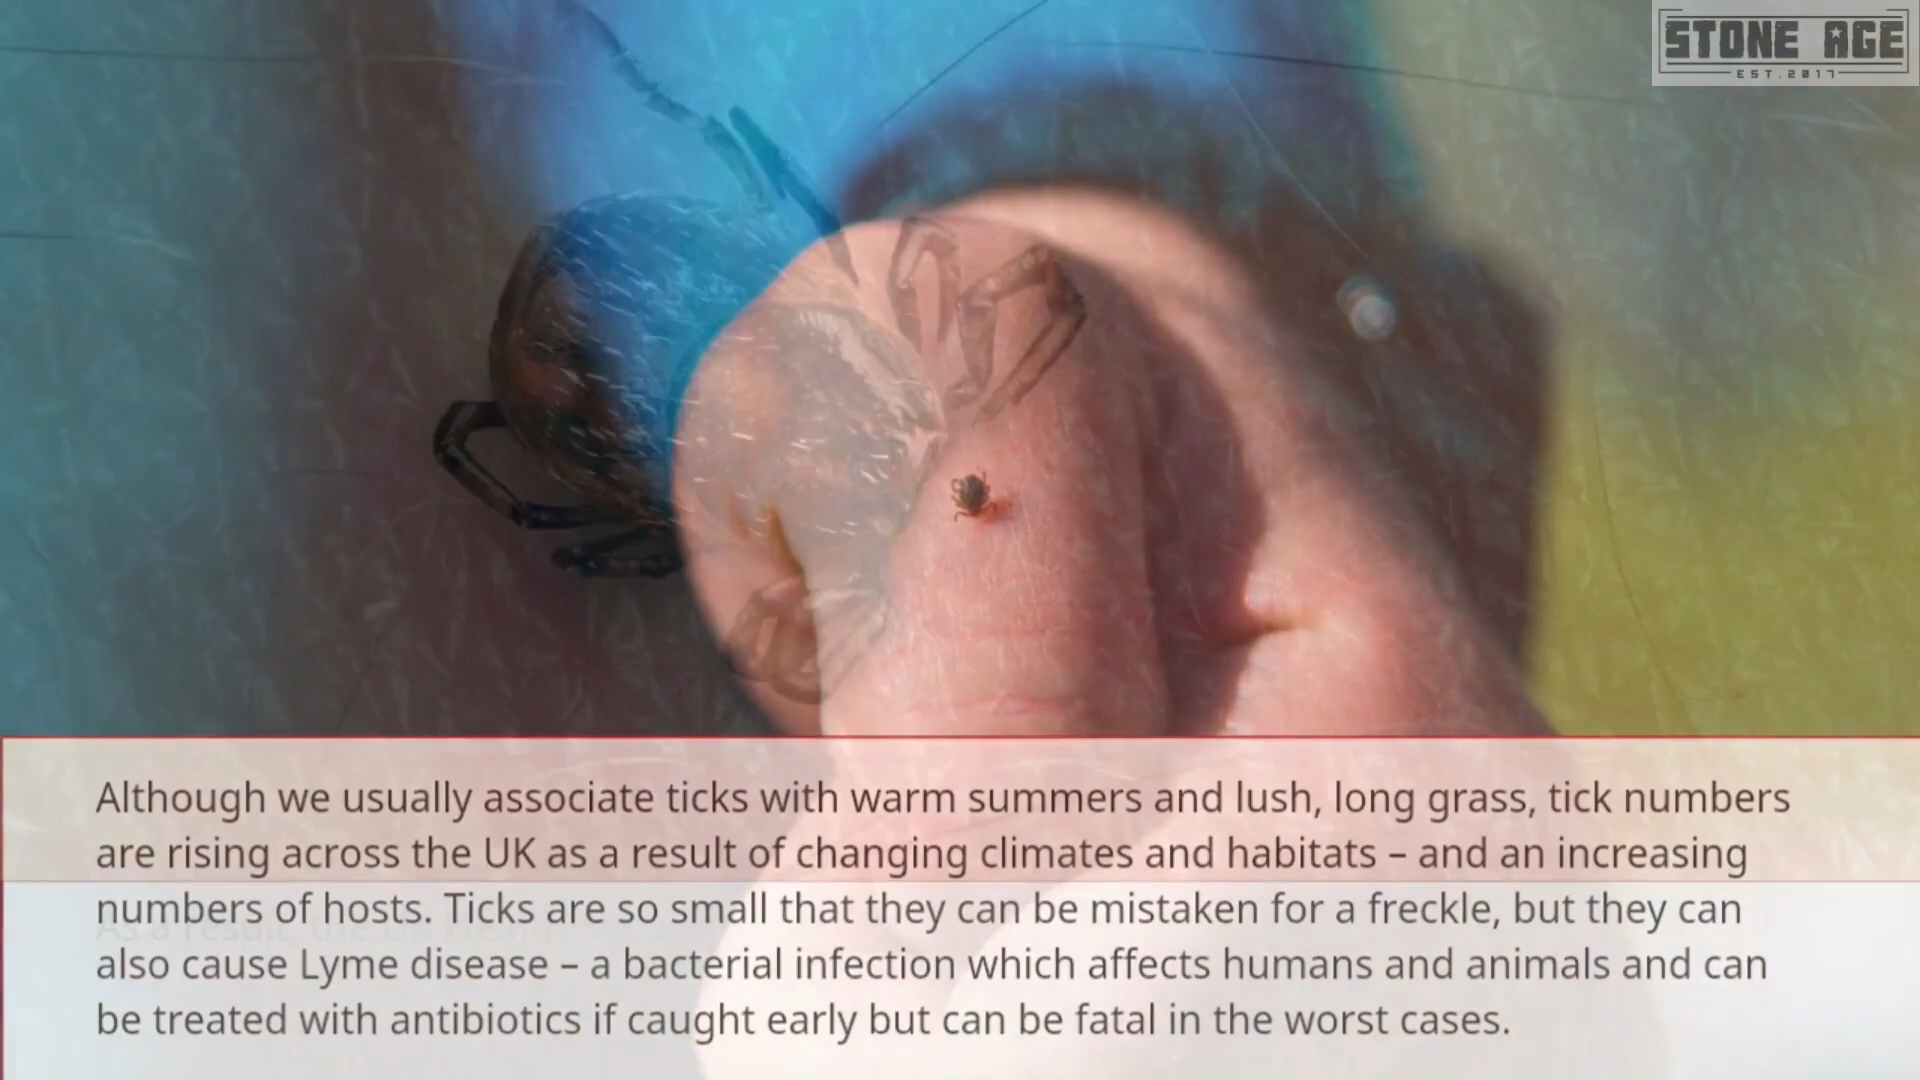 STONE AGE
EST.2017
Although we usually associate ticks with warm summers and lush, long grass, tick numbers
are rising across the UK as a result of changing climates and habitats – and an increasing
numbers of hosts. Ticks are so small that they can be mistaken for a freckle, but they can
also cause Lyme disease – a bacterial infection which affects humans and animals and can
be treated with antibiotics if caught early but can be fatal in the worst cases.
As a result, the